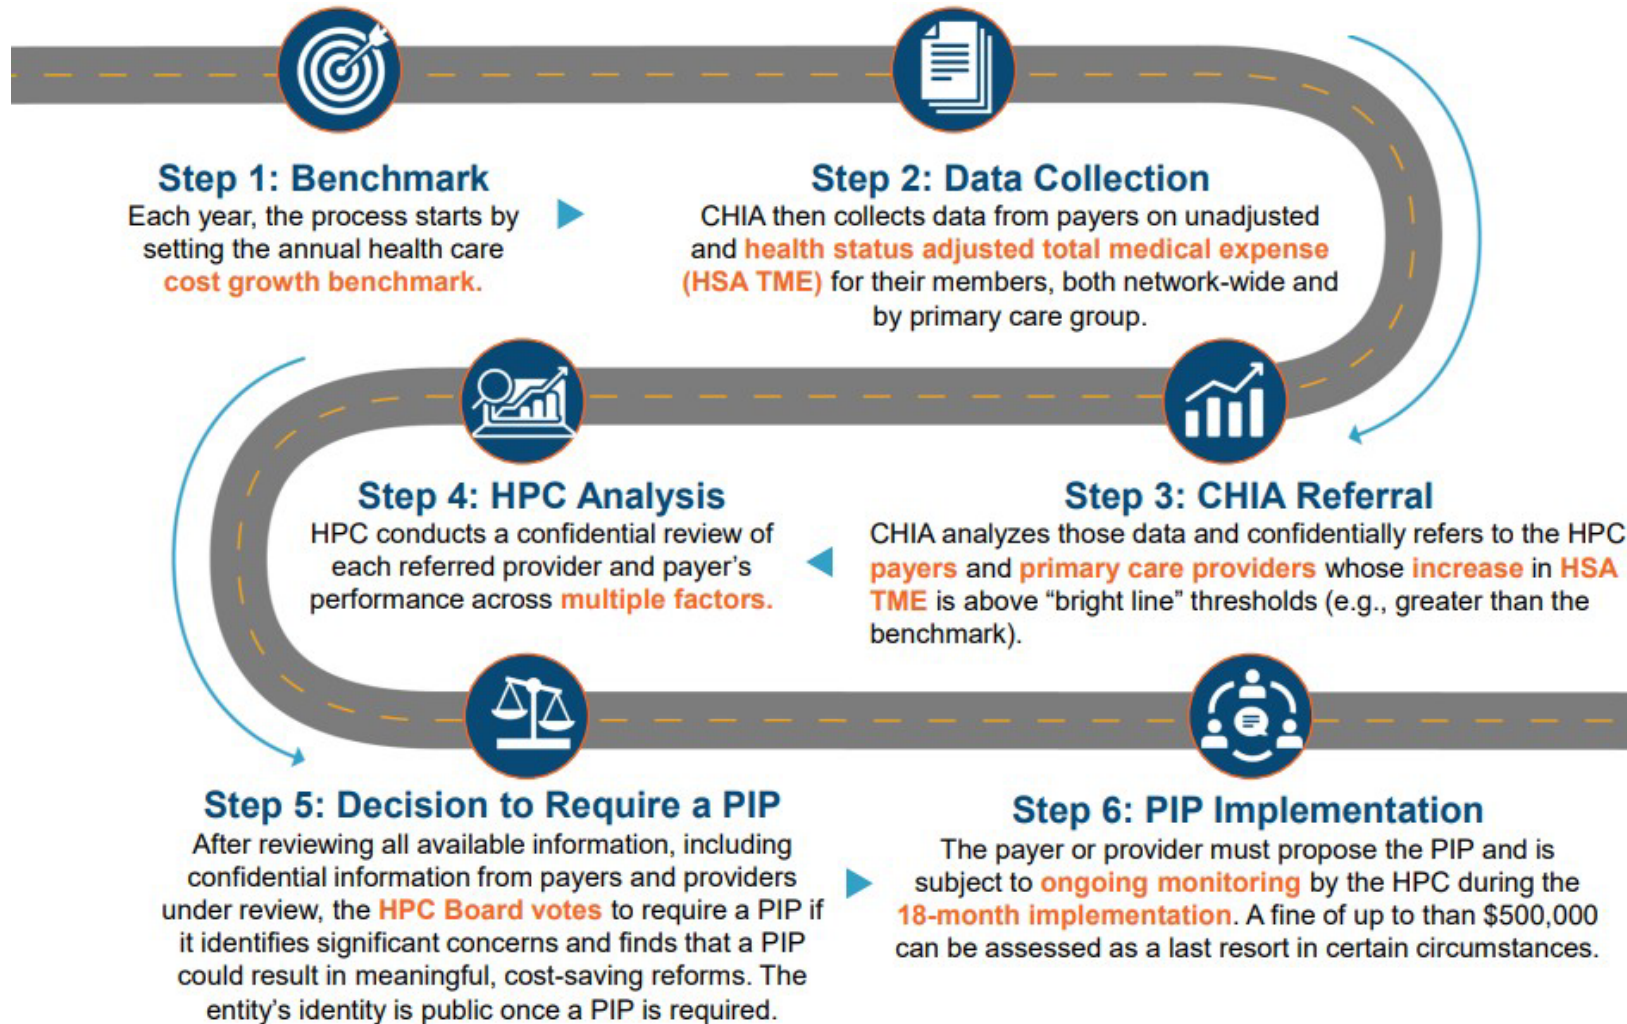 Step 1: Benchmark
Each year, the process starts by
setting the annual health care
cost growth benchmark.
Step 2: Data Collection
CHIA then collects data from payers on unadjusted
and health status adjusted total medical expense
(HSA TME) for their members, both network-wide and
by primary care group.
Step 3: CHIA Referral
CHIA analyzes those data and confidentially refers to the HPC
payers and primary care providers whose increase in HSA
TME is above “bright line” thresholds (e.g., greater than the
benchmark).
Step 4: HPC Analysis
HPC conducts a confidential review of
each referred provider and payer’s
performance across multiple factors.
Step 5: Decision to Require a PIP
After reviewing all available information, including
confidential information from payers and providers
under review, the HPC Board votes to require a PIP if
it identifies significant concerns and finds that a PIP
could result in meaningful, cost-saving reforms. The
entity’s identity is public once a PIP is required.
Step 6: PIP Implementation
The payer or provider must propose the PIP and is
subject to ongoing monitoring by the HPC during the
18-month implementation. A fine of up to than $500,000
can be assessed as a last resort in certain circumstances.